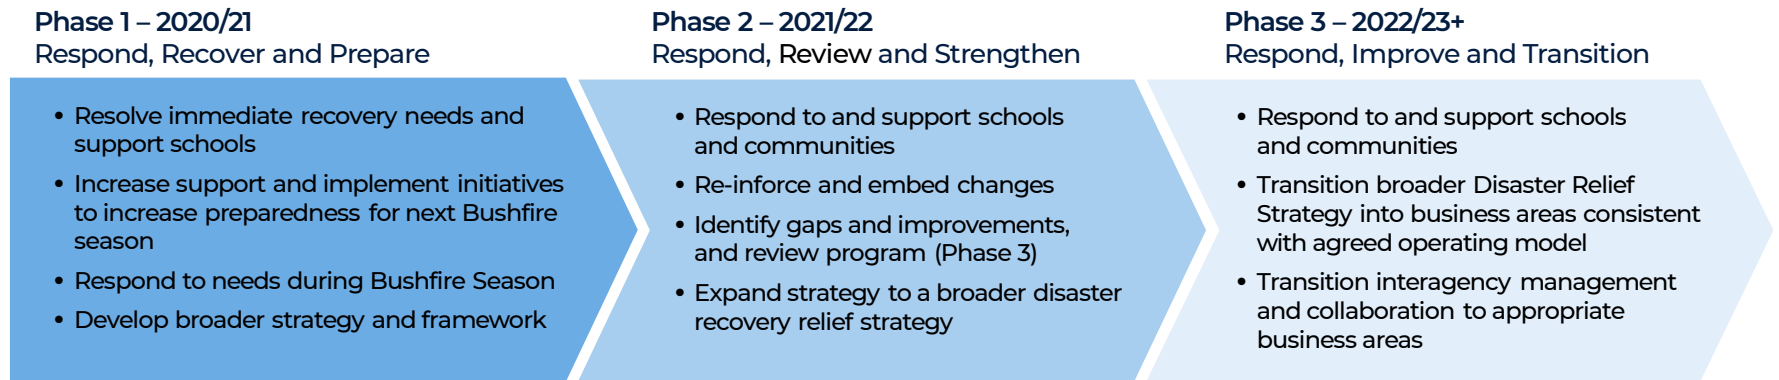 Phase 1 – 2020/21
Respond, Recover and Prepare
• Resolve immediate recovery needs and
support schools
• Increase support and implement initiatives
to increase preparedness for next Bushfire
season
• Respond to needs during Bushfire Season
• Develop broader strategy and framework
Phase 2 – 2021/22
Respond, Review and Strengthen
• Respond to and support schools
and communities
• Re-inforce and embed changes
• Identify gaps and improvements,
and review program (Phase 3)
• Expand strategy to a broader disaster
recovery relief strategy
Phase 3 – 2022/23+
Respond, Improve and Transition
• Respond to and support schools
and communities
• Transition broader Disaster Relief
Strategy into business areas consistent
with agreed operating model
• Transition interagency management
and collaboration to appropriate
business areas